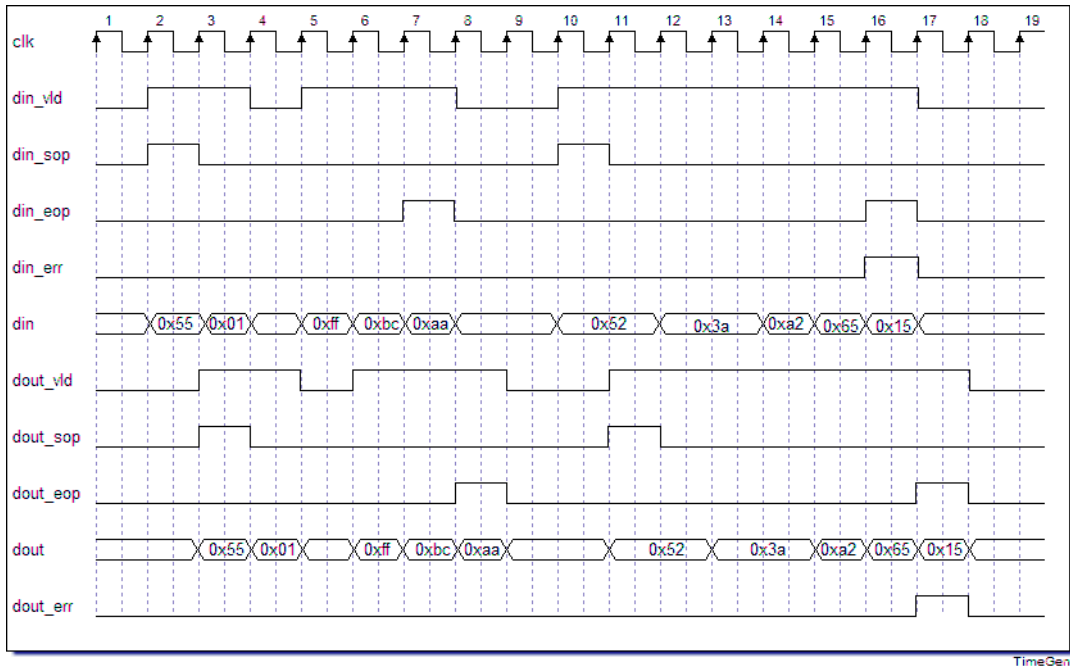 1 2 3 4 5 6 7 8 9 10 11 12 13 14 15 16 17 18 19
clk
din_vld
din_sop
din_eop
din_err
din 0x55 0x01 0xff 0xbc 0xaa 0x52 0x3a 0xa2 0x65 0x15
dout_vld
dout_sop
dout_eop
dout 0x55 0x01 0xff 0xbc 0xaa 0x52 0x3a 0xa2 0x65 0x15
dout_err
TimeGen